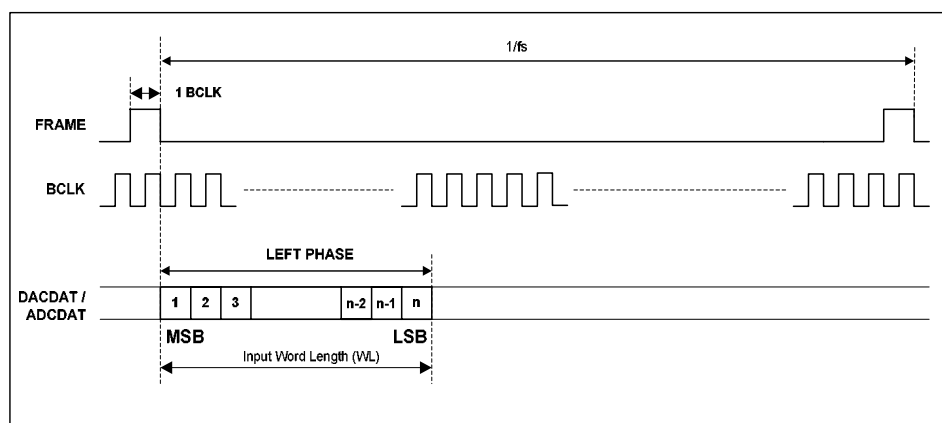 1/fs
1 BCLK
FRAME
BCLK
LEFT PHASE
DACDAT /
ADCDAT
1 2 3 n-2 n-1 n
MSB LSB
Input Word Length (WL)